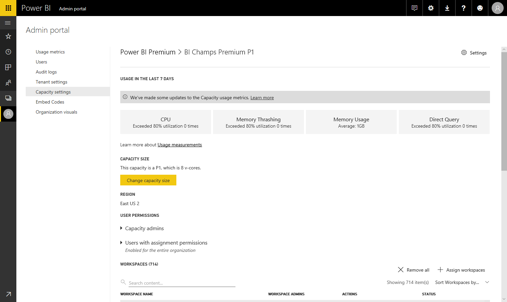 Power BI Admin portal
Admin portal
Usage metrics
Users
Audit logs
Tenant settings
Capacity settings
Embed Codes
Organization visuals
Power BI Premium > BI Champs Premium P1
Settings
USAGE IN THE LAST 7 DAYS
We've made some updates to the Capacity usage metrics. Learn more
CPU
Exceeded 80% utilization 0 times
Memory Thrashing
Exceeded 80% utilization 0 times
Memory Usage
Average: 1GB
Direct Query
Exceeded 80% utilization 0 times
Learn more about Usage measurements
CAPACITY SIZE
This capacity is a P1, which is 8 v-cores.
Change capacity size
REGION
East US 2
USER PERMISSIONS
Capacity admins
Users with assignment permissions
Enabled for the entire organization
WORKSPACES (714)
Remove all
Assign workspaces
Search content...
Showing 714 item(s)
Sort Workspaces by...
WORKSPACE NAME WORKSPACE ADMINS ACTIONS STATUS